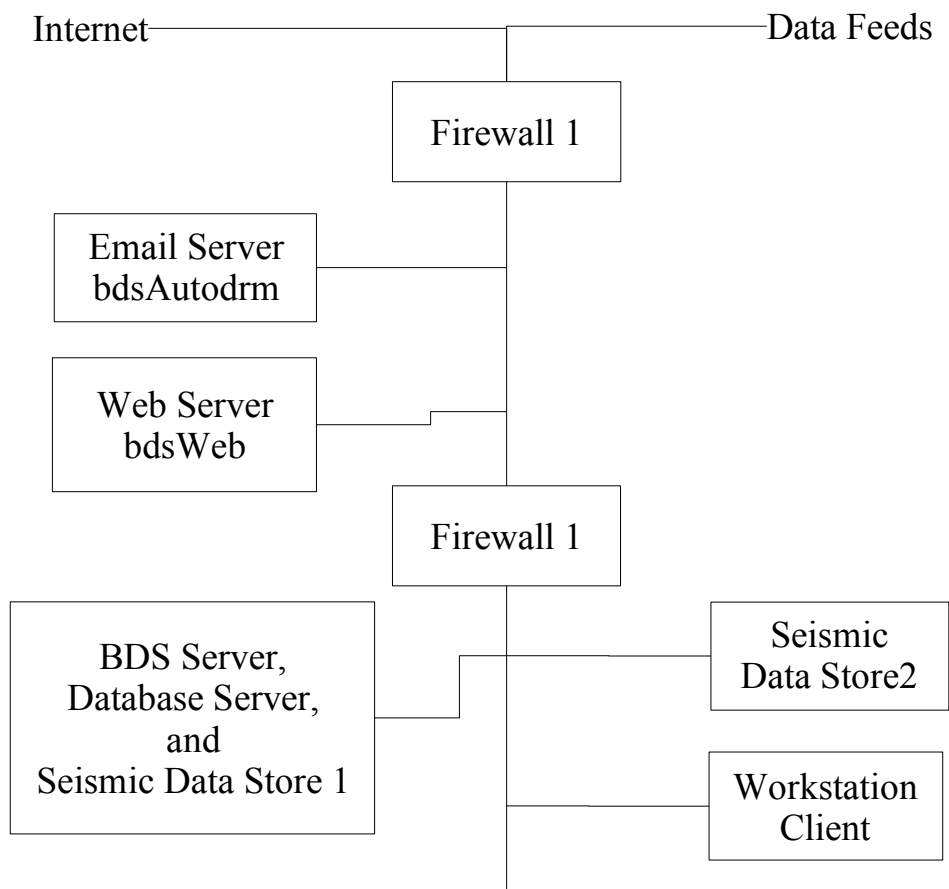 Internet
Data Feeds
Firewall 1
Email Server
bdsAutodrm
Web Server
bdsWeb
Firewall 1
BDS Server,
Database Server,
and
Seismic Data Store 1
Seismic
Data Store2
Workstation
Client